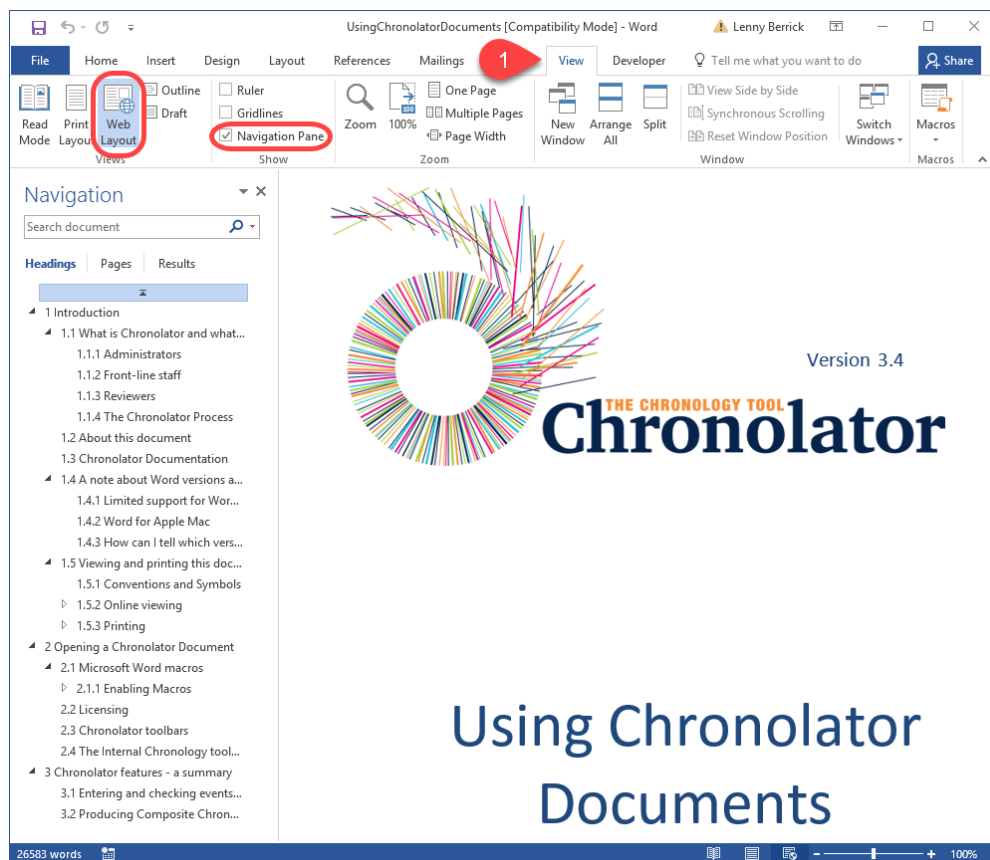 UsingChronolatorDocuments [Compatibility Mode] - Word
Lenny Berrick
File Home Insert Design Layout References Mailings 1 View Developer Tell me what you want to do Share
Read Mode
Print Layout
Web Layout
Outline
Draft
Views
Ruler
Gridlines
Navigation Pane
Show
Zoom
100
100%
One Page
Multiple Pages
Page Width
Zoom
New Window
Arrange All
Split
View Side by Side
Synchronous Scrolling
Reset Window Position
Switch Windows
Window
Macros
Macros
Navigation
Search document
Headings Pages Results
1 Introduction
1.1 What is Chronolator and what...
1.1.1 Administrators
1.1.2 Front-line staff
1.1.3 Reviewers
1.1.4 The Chronolator Process
1.2 About this document
1.3 Chronolator Documentation
1.4 A note about Word versions a...
1.4.1 Limited support for Wor...
1.4.2 Word for Apple Mac
1.4.3 How can I tell which vers...
1.5 Viewing and printing this doc...
1.5.1 Conventions and Symbols
1.5.2 Online viewing
1.5.3 Printing
2 Opening a Chronolator Document
2.1 Microsoft Word macros
2.1.1 Enabling Macros
2.2 Licensing
2.3 Chronolator toolbars
2.4 The Internal Chronology tool...
3 Chronolator features - a summary
3.1 Entering and checking events...
3.2 Producing Composite Chron...
Version 3.4
THE CHRONOLOGY TOOL
Chronolator
Using Chronolator
Documents
26583 words
100%